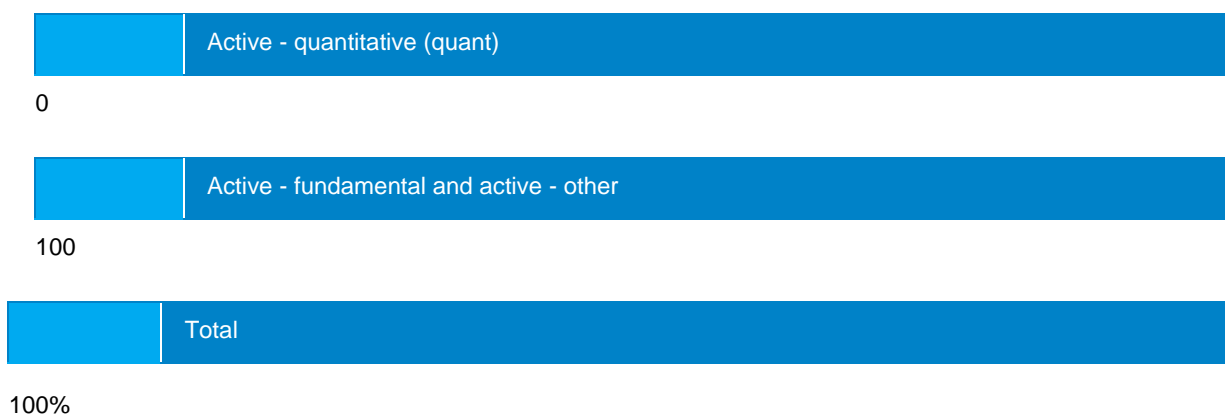 Active - quantitative (quant)
0
Active - fundamental and active - other
100
Total
100%